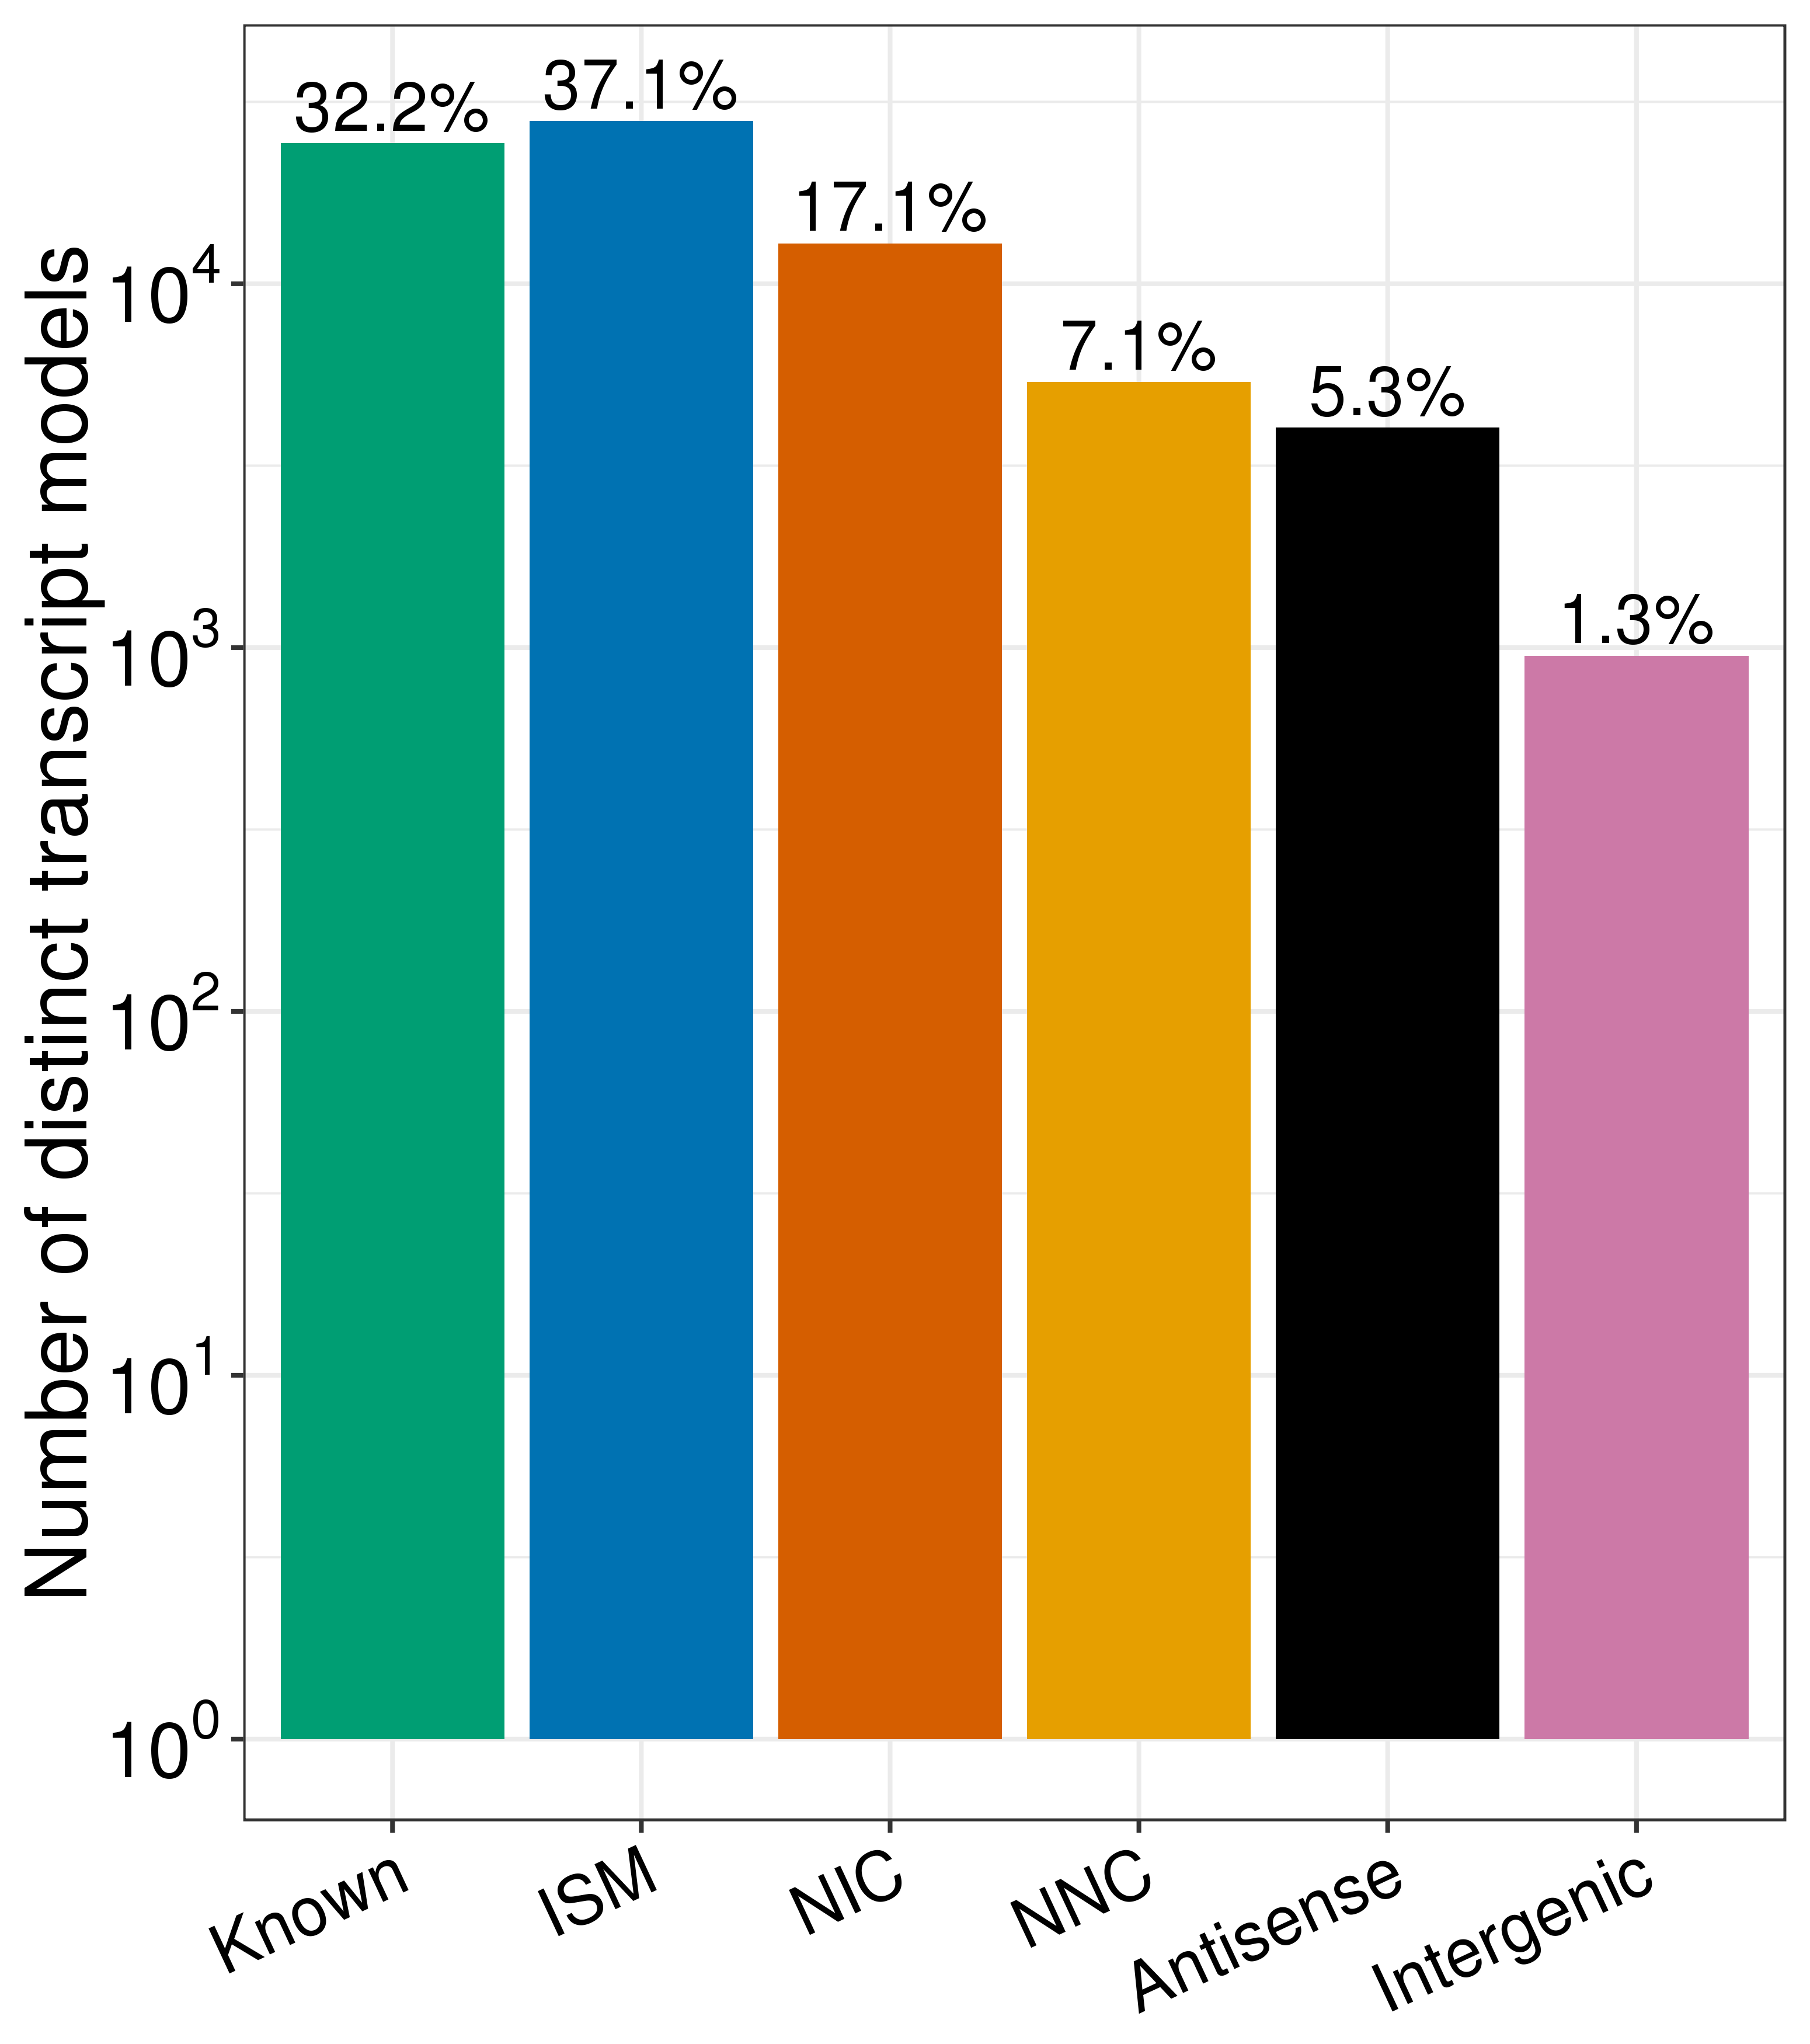 Number of distinct transcript models
10^4
10^3
10^2
10^1
10^0
32.2%
37.1%
17.1%
7.1%
5.3%
1.3%
Known
ISM
NIC
NNC
Antisense
Intergenic